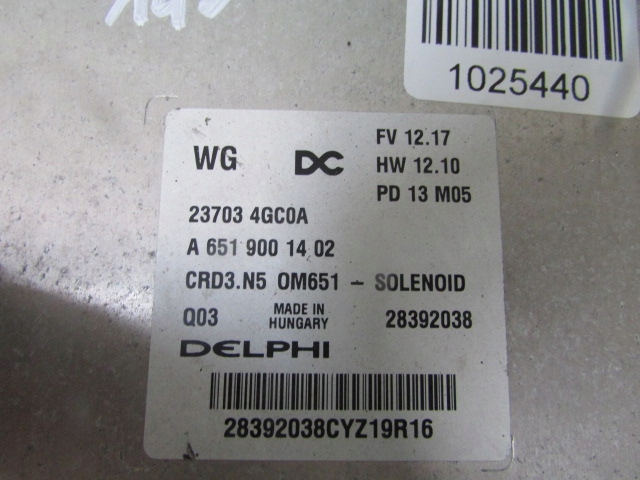 1025440
WG DC FV 12.17
HW 12.10
PD 13 M05
23703 4GC0A
A 651 900 14 02
CRD3.N5 OM651 – SOLENOID
Q03 MADE IN HUNGARY 28392038
DELPHI
28392038CYZ19R16